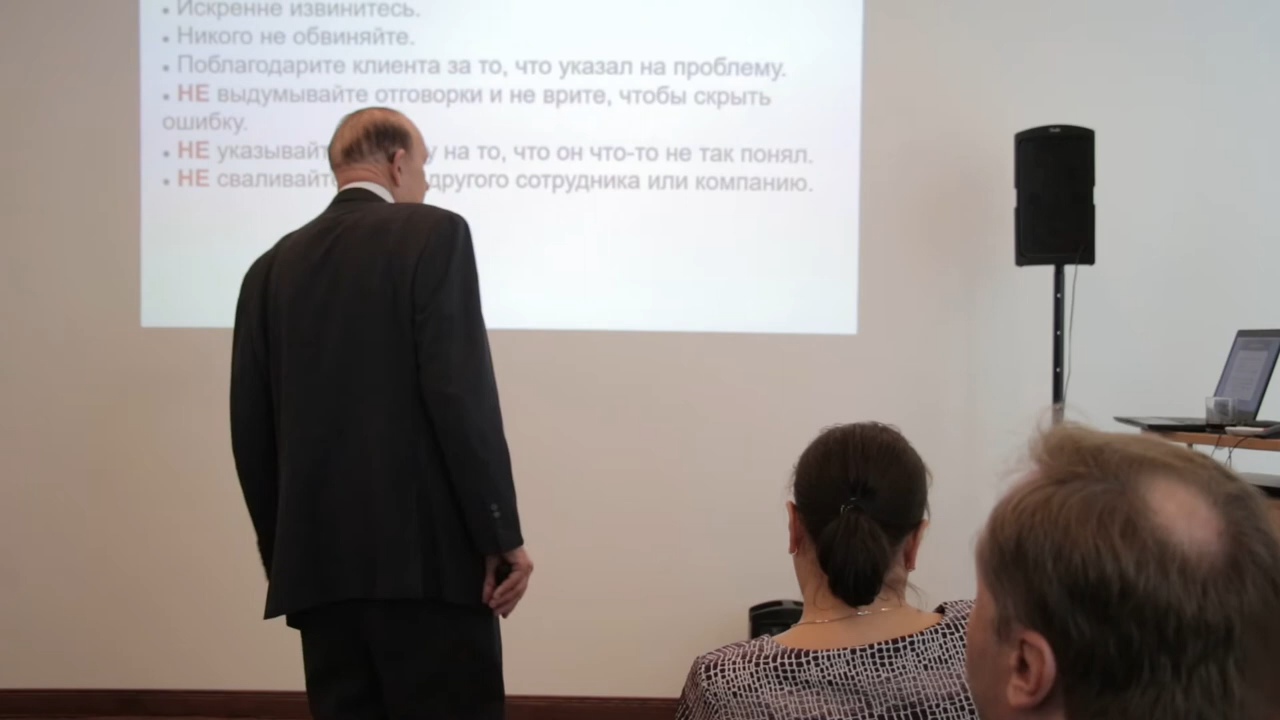 • Искренне извинитесь.
• Никого не обвиняйте.
• Поблагодарите клиента за то, что указал на проблему.
• НЕ выдумывайте отговорки и не врите, чтобы скрыть
ошибку.
• НЕ на то, что он что-то не так понял.
• НЕ другого сотрудника или компанию.